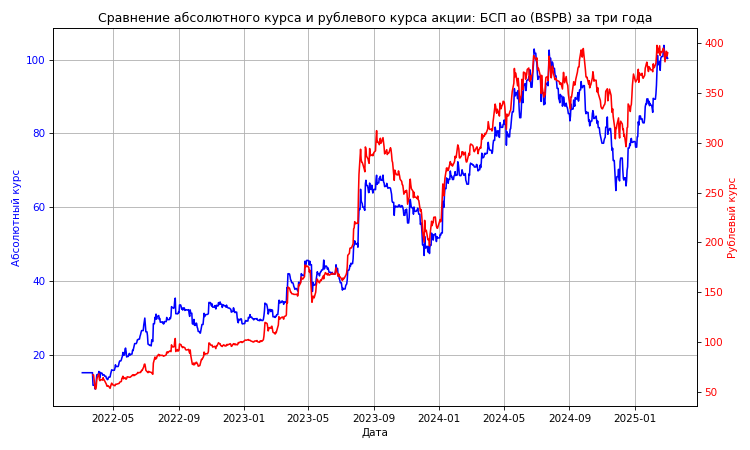 Сравнение абсолютного курса и рублевого курса акции: БСП ао (BSPB) за три года
Абсолютный курс
100
80
60
40
20
400
350
300
250
200
150
100
50
Рублевый курс
2022-05 2022-09 2023-01 2023-05 2023-09 2024-01 2024-05 2024-09 2025-01
Дата